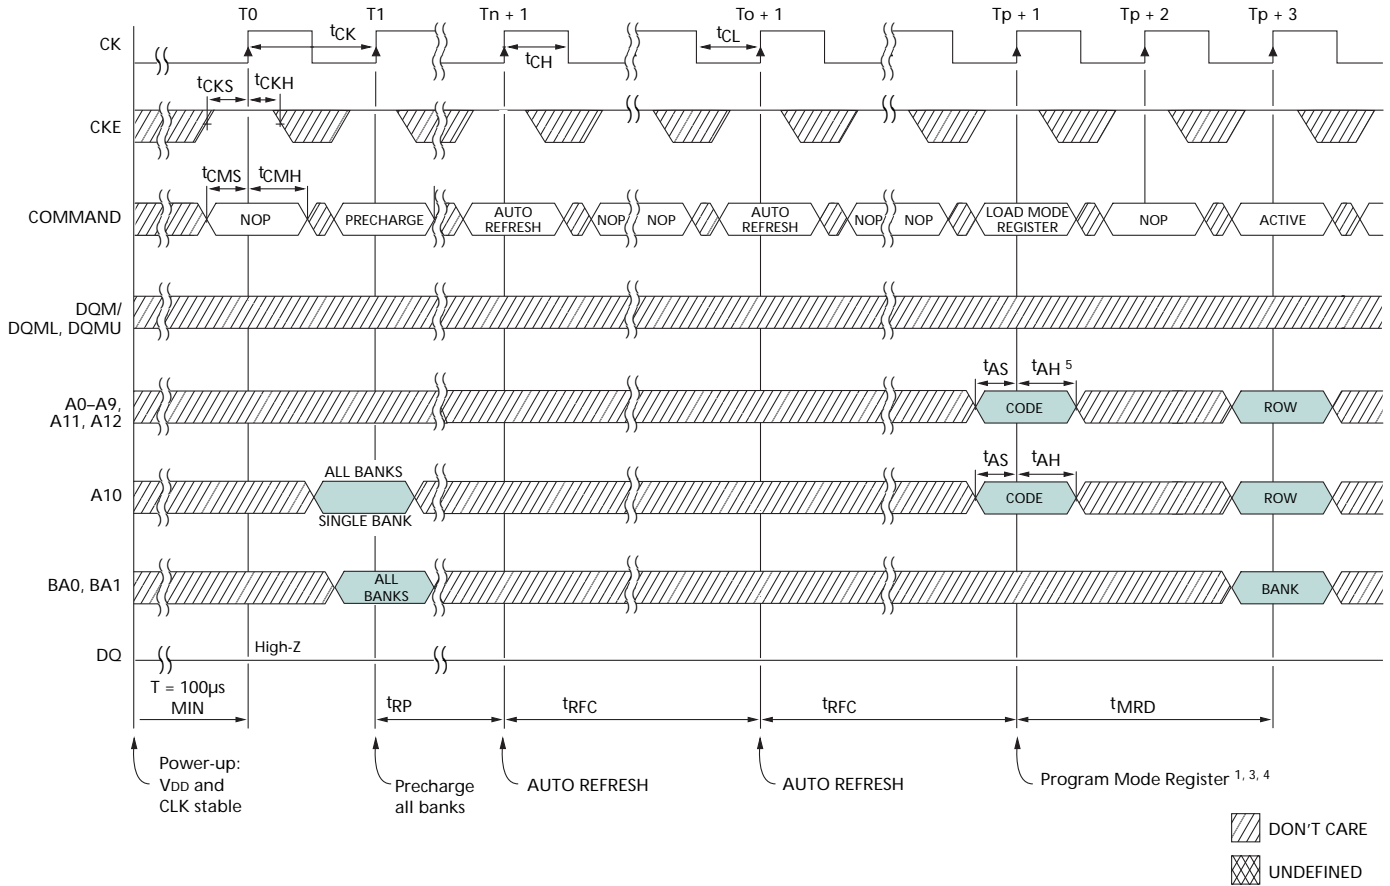 T0 T1 Tn + 1 To + 1 Tp + 1 Tp + 2 Tp + 3
CK
tCK
tCH
tCL
tCKS tCKH
CKE
tCMS tCMH
COMMAND
NOP
PRECHARGE
AUTO
REFRESH
NOP
NOP
AUTO
REFRESH
NOP
NOP
LOAD MODE
REGISTER
NOP
ACTIVE
DQM/
DQML, DQMU
tAS tAH 5
A0–A9,
A11, A12
CODE
ROW
tAS tAH
ALL BANKS
A10
SINGLE BANK
CODE
ROW
BA0, BA1
ALL
BANKS
BANK
DQ
High-Z
T = 100µs
MIN
tRP
tRFC
tRFC
tMRD
Power-up:
VDD and
CLK stable
Precharge
all banks
AUTO REFRESH
AUTO REFRESH
Program Mode Register 1, 3, 4
DON'T CARE
UNDEFINED